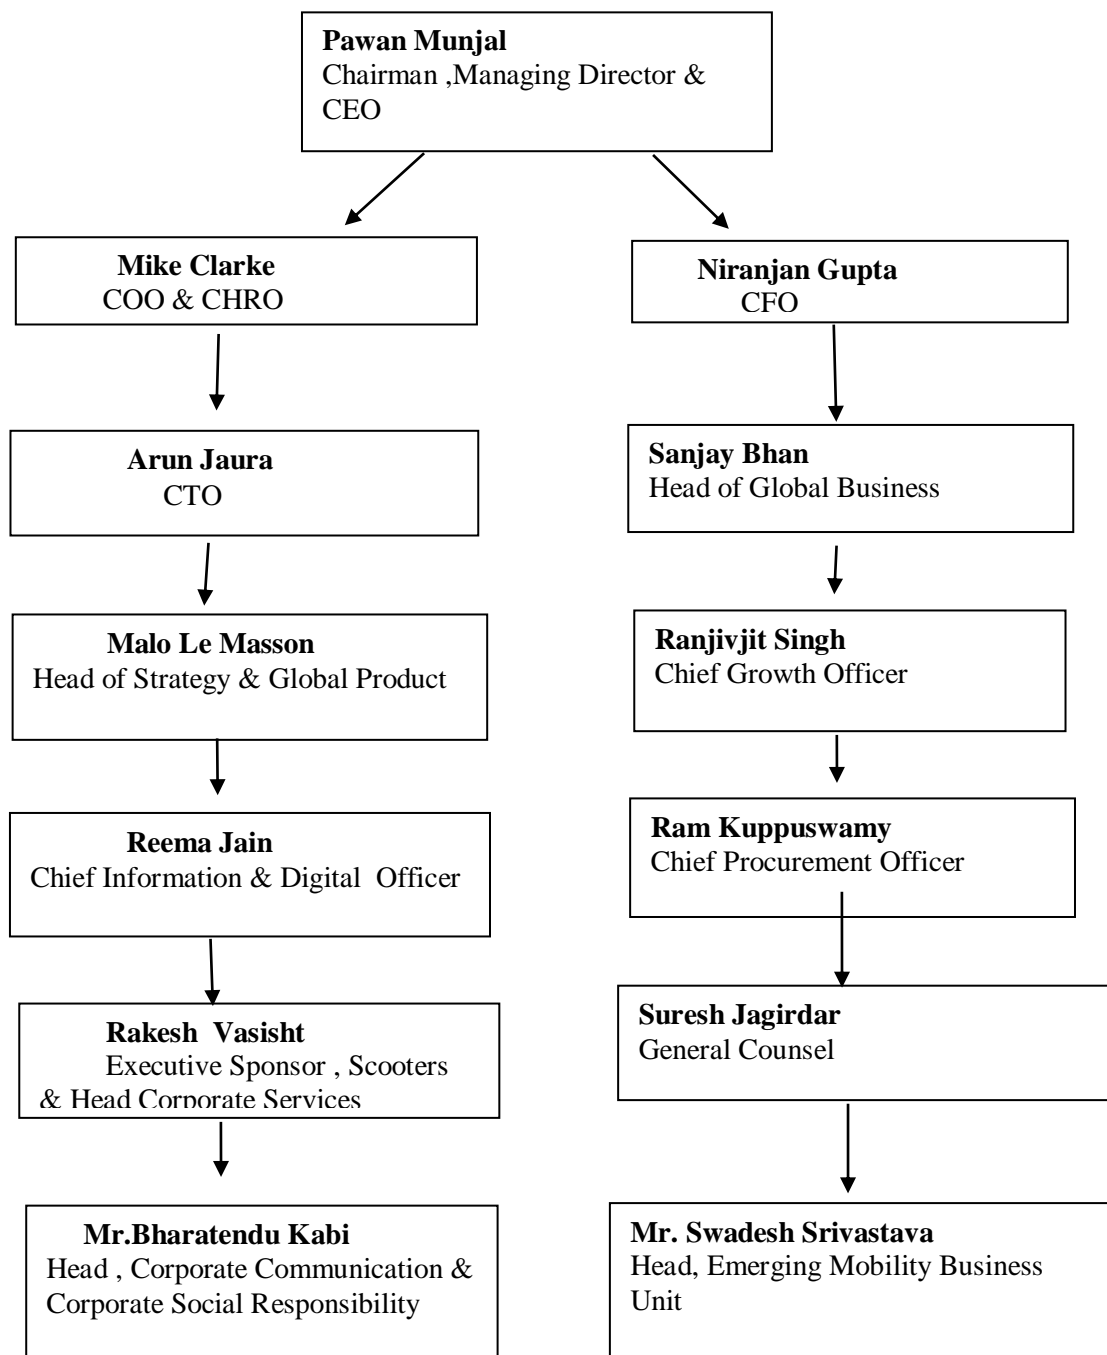 Pawan Munjal
Chairman ,Managing Director &
CEO
Mike Clarke
COO & CHRO
Niranjan Gupta
CFO
Arun Jaura
CTO
Sanjay Bhan
Head of Global Business
Malo Le Masson
Head of Strategy & Global Product
Ranjivjit Singh
Chief Growth Officer
Reema Jain
Chief Information & Digital  Officer
Ram Kuppuswamy
Chief Procurement Officer
Rakesh  Vasisht
Executive Sponsor , Scooters
& Head Corporate Services
Suresh Jagirdar
General Counsel
Mr.Bharatendu Kabi
Head , Corporate Communication &
Corporate Social Responsibility
Mr. Swadesh Srivastava
Head, Emerging Mobility Business
Unit